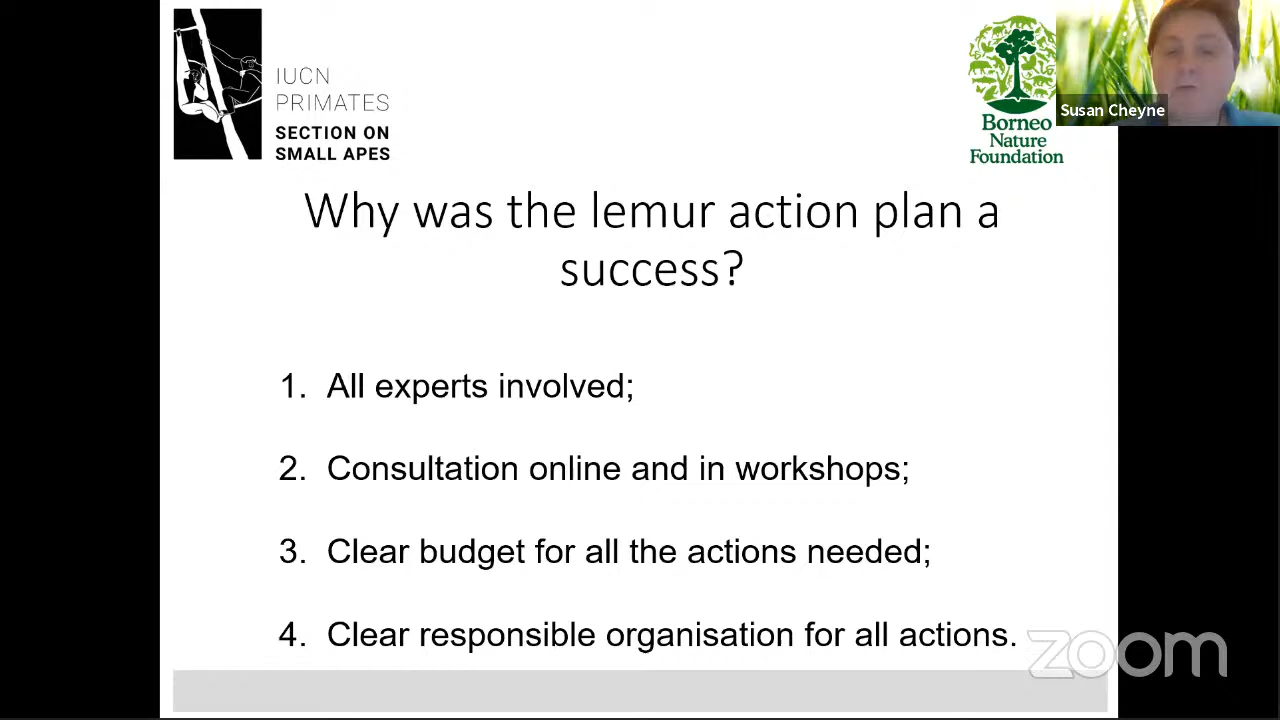 IUCN
PRIMATES
SECTION ON
SMALL APES
Borneo
Nature
Foundation
Susan Cheyne
Why was the lemur action plan a
success?
1. All experts involved;
2. Consultation online and in workshops;
3. Clear budget for all the actions needed;
4. Clear responsible organisation for all actions.
zoom